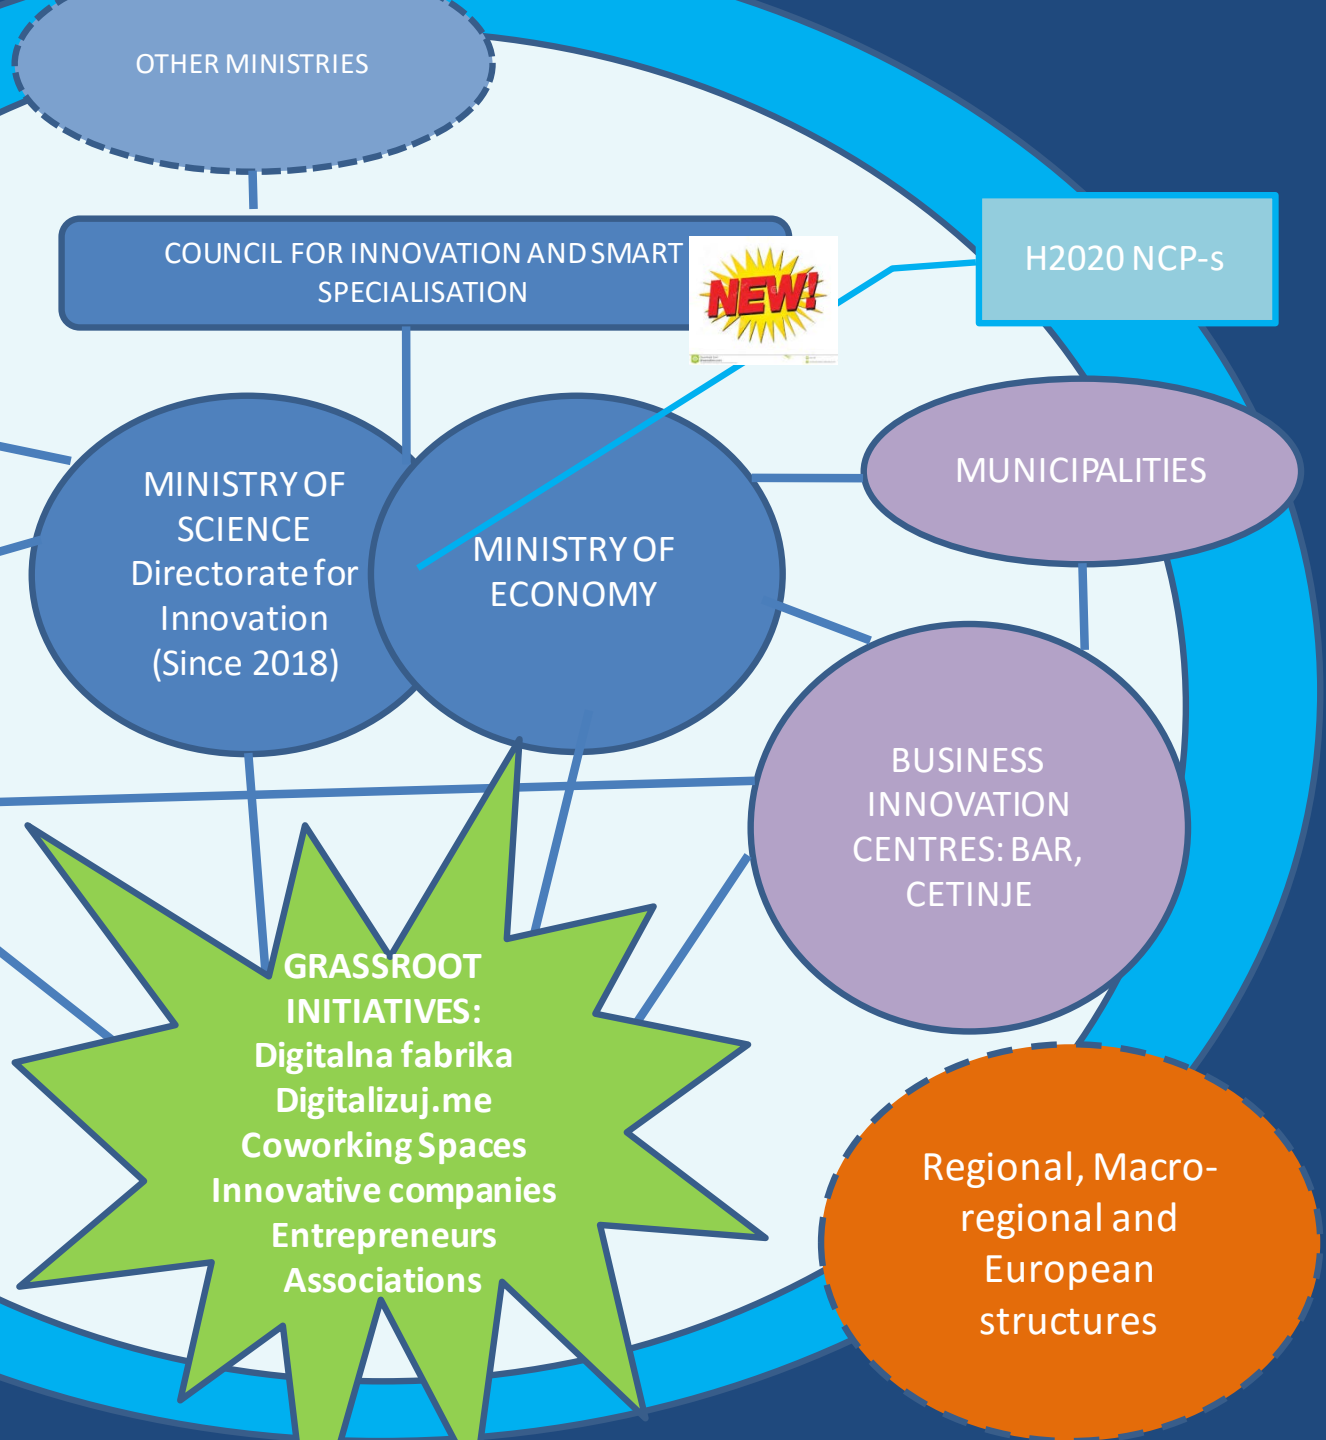 OTHER MINISTRIES
COUNCIL FOR INNOVATION AND SMART
SPECIALISATION
NEW!
H2020 NCP-s
MINISTRY OF
SCIENCE
Directorate for
Innovation
(Since 2018)
MINISTRY OF
ECONOMY
MUNICIPALITIES
BUSINESS
INNOVATION
CENTRES: BAR,
CETINJE
GRASSROOT
INITIATIVES:
Digitalna fabrika
Digitalizuj.me
Coworking Spaces
Innovative companies
Entrepreneurs
Associations
Regional, Macro-
regional and
European
structures